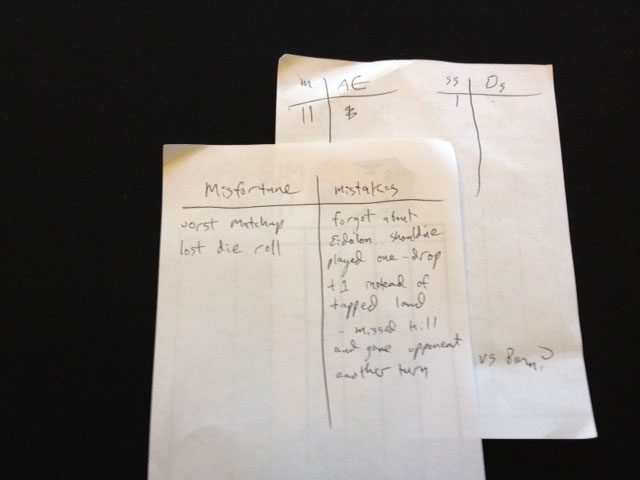 m AE
11 $
ss Os
1
Misfortune mistakes
worst matchup
lost die roll
forgot about
Eidolon. should've
played one-drop
+1 instead of
tapped land.
- missed kill
and gave opponent
another turn
vs Burn?